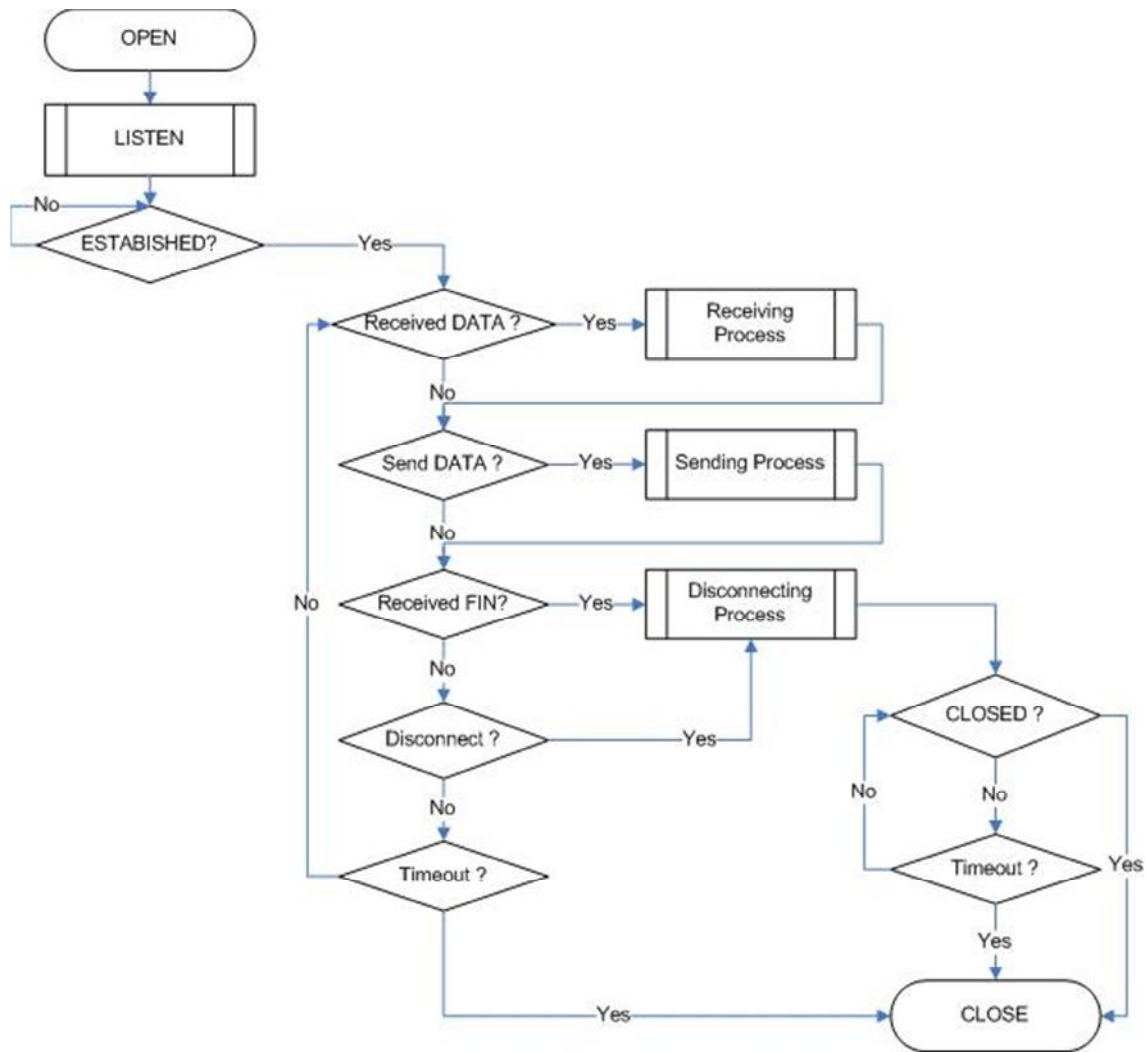 OPEN
LISTEN
No
ESTABISHED?
Yes
Received DATA ?
Yes
Receiving
Process
No
Send DATA ?
Yes
Sending Process
No
No
Received FIN?
Yes
Disconnecting
Process
No
Disconnect ?
Yes
CLOSED ?
No
No
No
Timeout ?
Timeout ?
Yes
Yes
Yes
CLOSE